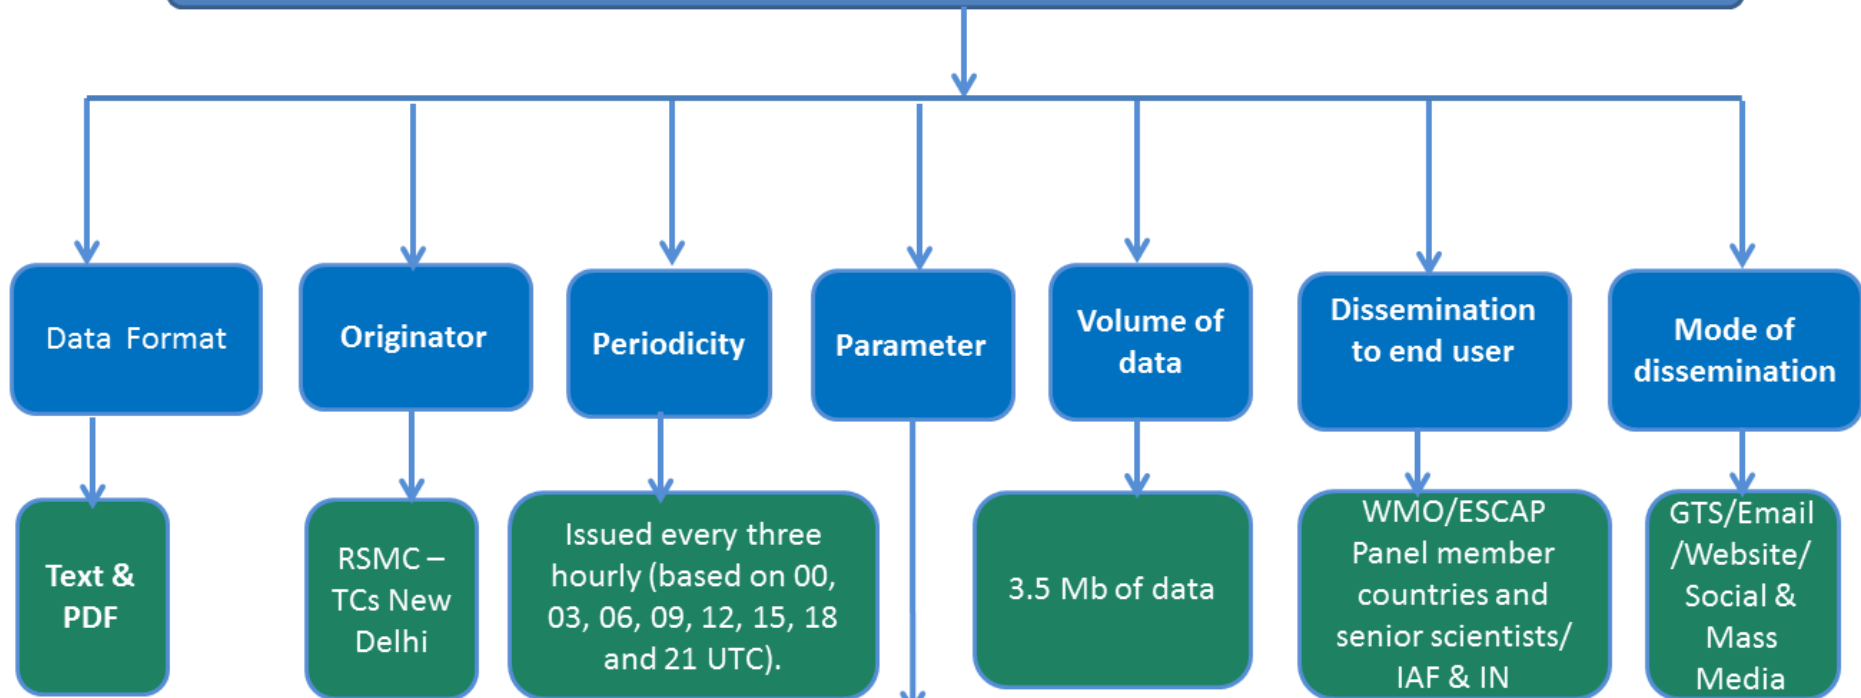 Data Format
Originator
Periodicity
Parameter
Volume of
data
Dissemination
to end user
Mode of
dissemination
Text &
PDF
RSMC –
TCs New
Delhi
Issued every three
hourly (based on 00,
03, 06, 09, 12, 15, 18
and 21 UTC).
3.5 Mb of data
WMO/ESCAP
Panel member
countries and
senior scientists/
IAF & IN
GTS/Email
/Website/
Social &
Mass
Media